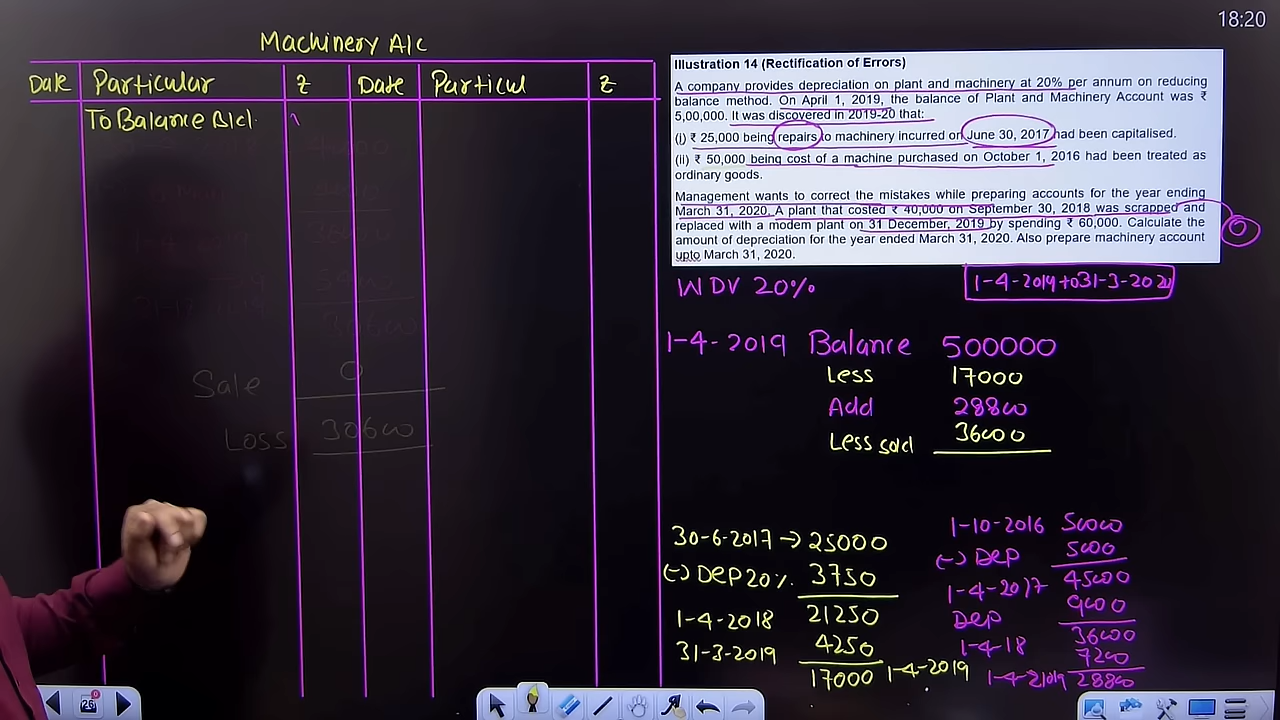 18:20
Machinery A/c
Date Particular ₹ Date Particul ₹
To Balance B/d.
Sale 0
Loss 30600
Illustration 14 (Rectification of Errors)
A company provides depreciation on plant and machinery at 20% per annum on reducing
balance method. On April 1, 2019, the balance of Plant and Machinery Account was ₹
5,00,000. It was discovered in 2019-20 that:
(i) ₹ 25,000 being repairs to machinery incurred on June 30, 2017 had been capitalised.
(ii) ₹ 50,000 being cost of a machine purchased on October 1, 2016 had been treated as
ordinary goods.
Management wants to correct the mistakes while preparing accounts for the year ending
March 31, 2020. A plant that costed ₹ 40,000 on September 30, 2018 was scrapped and
replaced with a modem plant on 31 December, 2019 by spending ₹ 60,000. Calculate the
amount of depreciation for the year ended March 31, 2020. Also prepare machinery account
upto March 31, 2020.
0
WDV 20%
1-4-2019 to 31-3-2020
1-4-2019 Balance 500000
Less 17000
Add 28800
Less sold 36000
30-6-2017 → 25000
(-) Dep 20%. 3750
1-4-2018 21250
31-3-2019 4250
17000 1-4-2019
1-10-2016 50000
(-) Dep 5000
1-4-2017 45000
Dep 9000
1-4-18 36000
7200
1-4-2019 28800
26